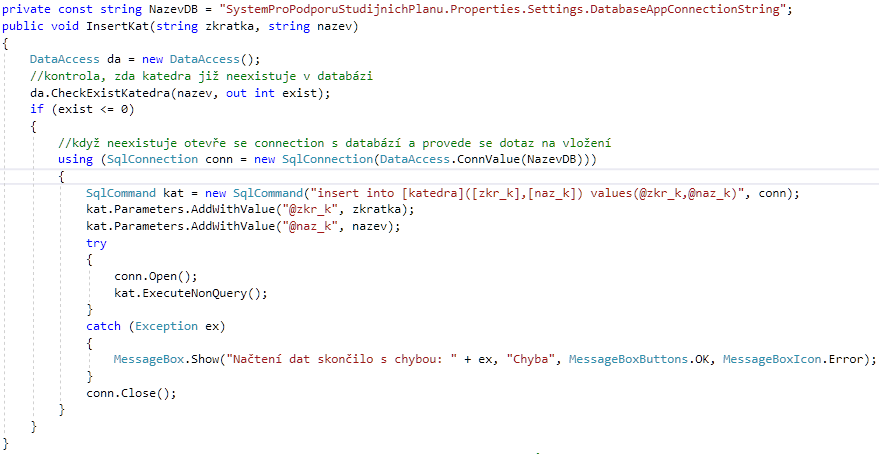 private const string NazevDB = "SystemProPodporuStudijnichPlanu.Properties.Settings.DatabaseAppConnectionString";
public void InsertKat(string zkratka, string nazev)
{
DataAccess da = new DataAccess();
//kontrola, zda katedra již neexistuje v databázi
da.CheckExistKatedra(nazev, out int exist);
if (exist <= 0)
{
//když neexistuje otevře se connection s databází a provede se dotaz na vložení
using (SqlConnection conn = new SqlConnection(DataAccess.ConnValue(NazevDB)))
{
SqlCommand kat = new SqlCommand("insert into [katedra]([zkr_k],[naz_k]) values(@zkr_k,@naz_k)", conn);
kat.Parameters.AddWithValue("@zkr_k", zkratka);
kat.Parameters.AddWithValue("@naz_k", nazev);
try
{
conn.Open();
kat.ExecuteNonQuery();
}
catch (Exception ex)
{
MessageBox.Show("Načtení dat skončilo s chybou: " + ex, "Chyba", MessageBoxButtons.OK, MessageBoxIcon.Error);
}
conn.Close();
}
}
}